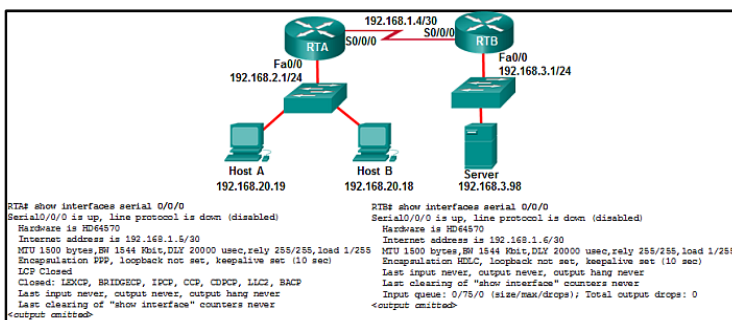 192.168.1.4/30
S0/0/0
S0/0/0
RTA
RTB
Fa0/0
192.168.2.1/24
Fa0/0
192.168.3.1/24
Host A
192.168.20.19
Host B
192.168.20.18
Server
192.168.3.98
RTA# show interfaces serial 0/0/0
Serial0/0/0 is up, line protocol is down (disabled)
Hardware is HD64570
Internet address is 192.168.1.5/30
MTU 1500 bytes,BW 1544 Kbit,DLY 20000 usec,rely 255/255,load 1/255
Encapsulation PPP, loopback not set, keepalive set (10 sec)
LCP Closed
Closed: LEXCP, BRIDGECP, IPCP, CCP, CDPCP, LLC2, BACP
Last input never, output never, output hang never
Last clearing of "show interface" counters never
<output omitted>
RTB# show interfaces serial 0/0/0
Serial0/0/0 is up, line protocol is down (disabled)
Hardware is HD64570
Internet address is 192.168.1.6/30
MTU 1500 bytes,BW 1544 Kbit,DLY 20000 usec,rely 255/255,load 1/255
Encapsulation HDLC, loopback not set, keepalive set (10 sec)
Last input never, output never, output hang never
Last clearing of "show interface" counters never
Input queue: 0/75/0 (size/max/drops); Total output drops: 0
<output omitted>